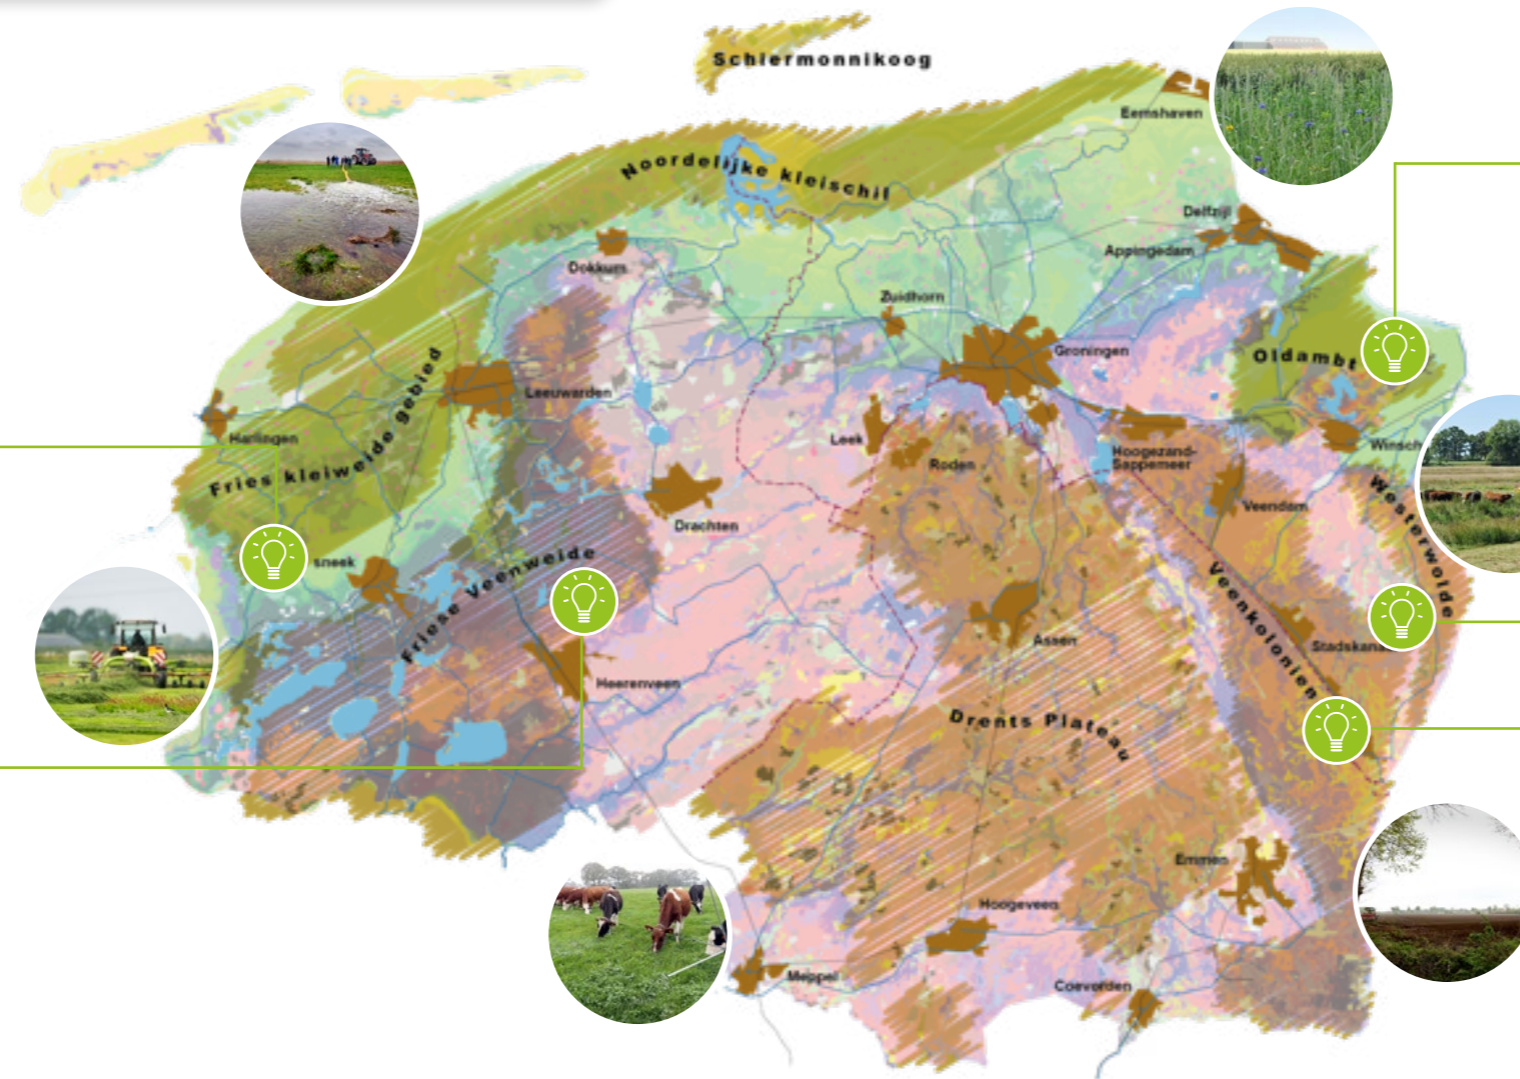 Schiermonnikoog
Eemshaven
Noordelijke kleischil
Delfzijl
Appingedam
Dokkum
Zuidhorn
Groningen
Oldambt
Fries kleiweide gebied
Leeuwarden
Harlingen
Leek
Roden
Hoogezand-
Sappemeer
Winsch
Veendam
Westerwolde
Drachten
sneek
Friese Veenweide
Veenkoloniën
Assen
Stadskana
Heerenveen
Drents Plateau
Emmen
Hoogeveen
Meppel
Coevorden